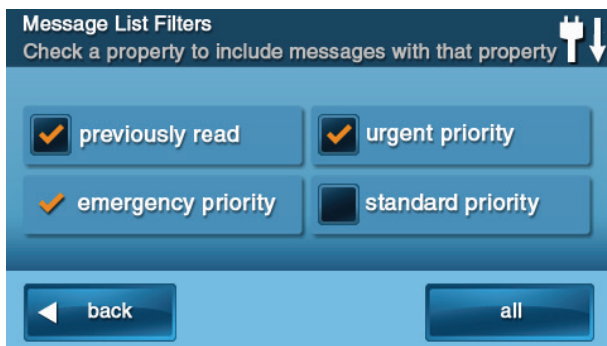 Message List Filters
Check a property to include messages with that property
previously read
urgent priority
emergency priority
standard priority
back
all